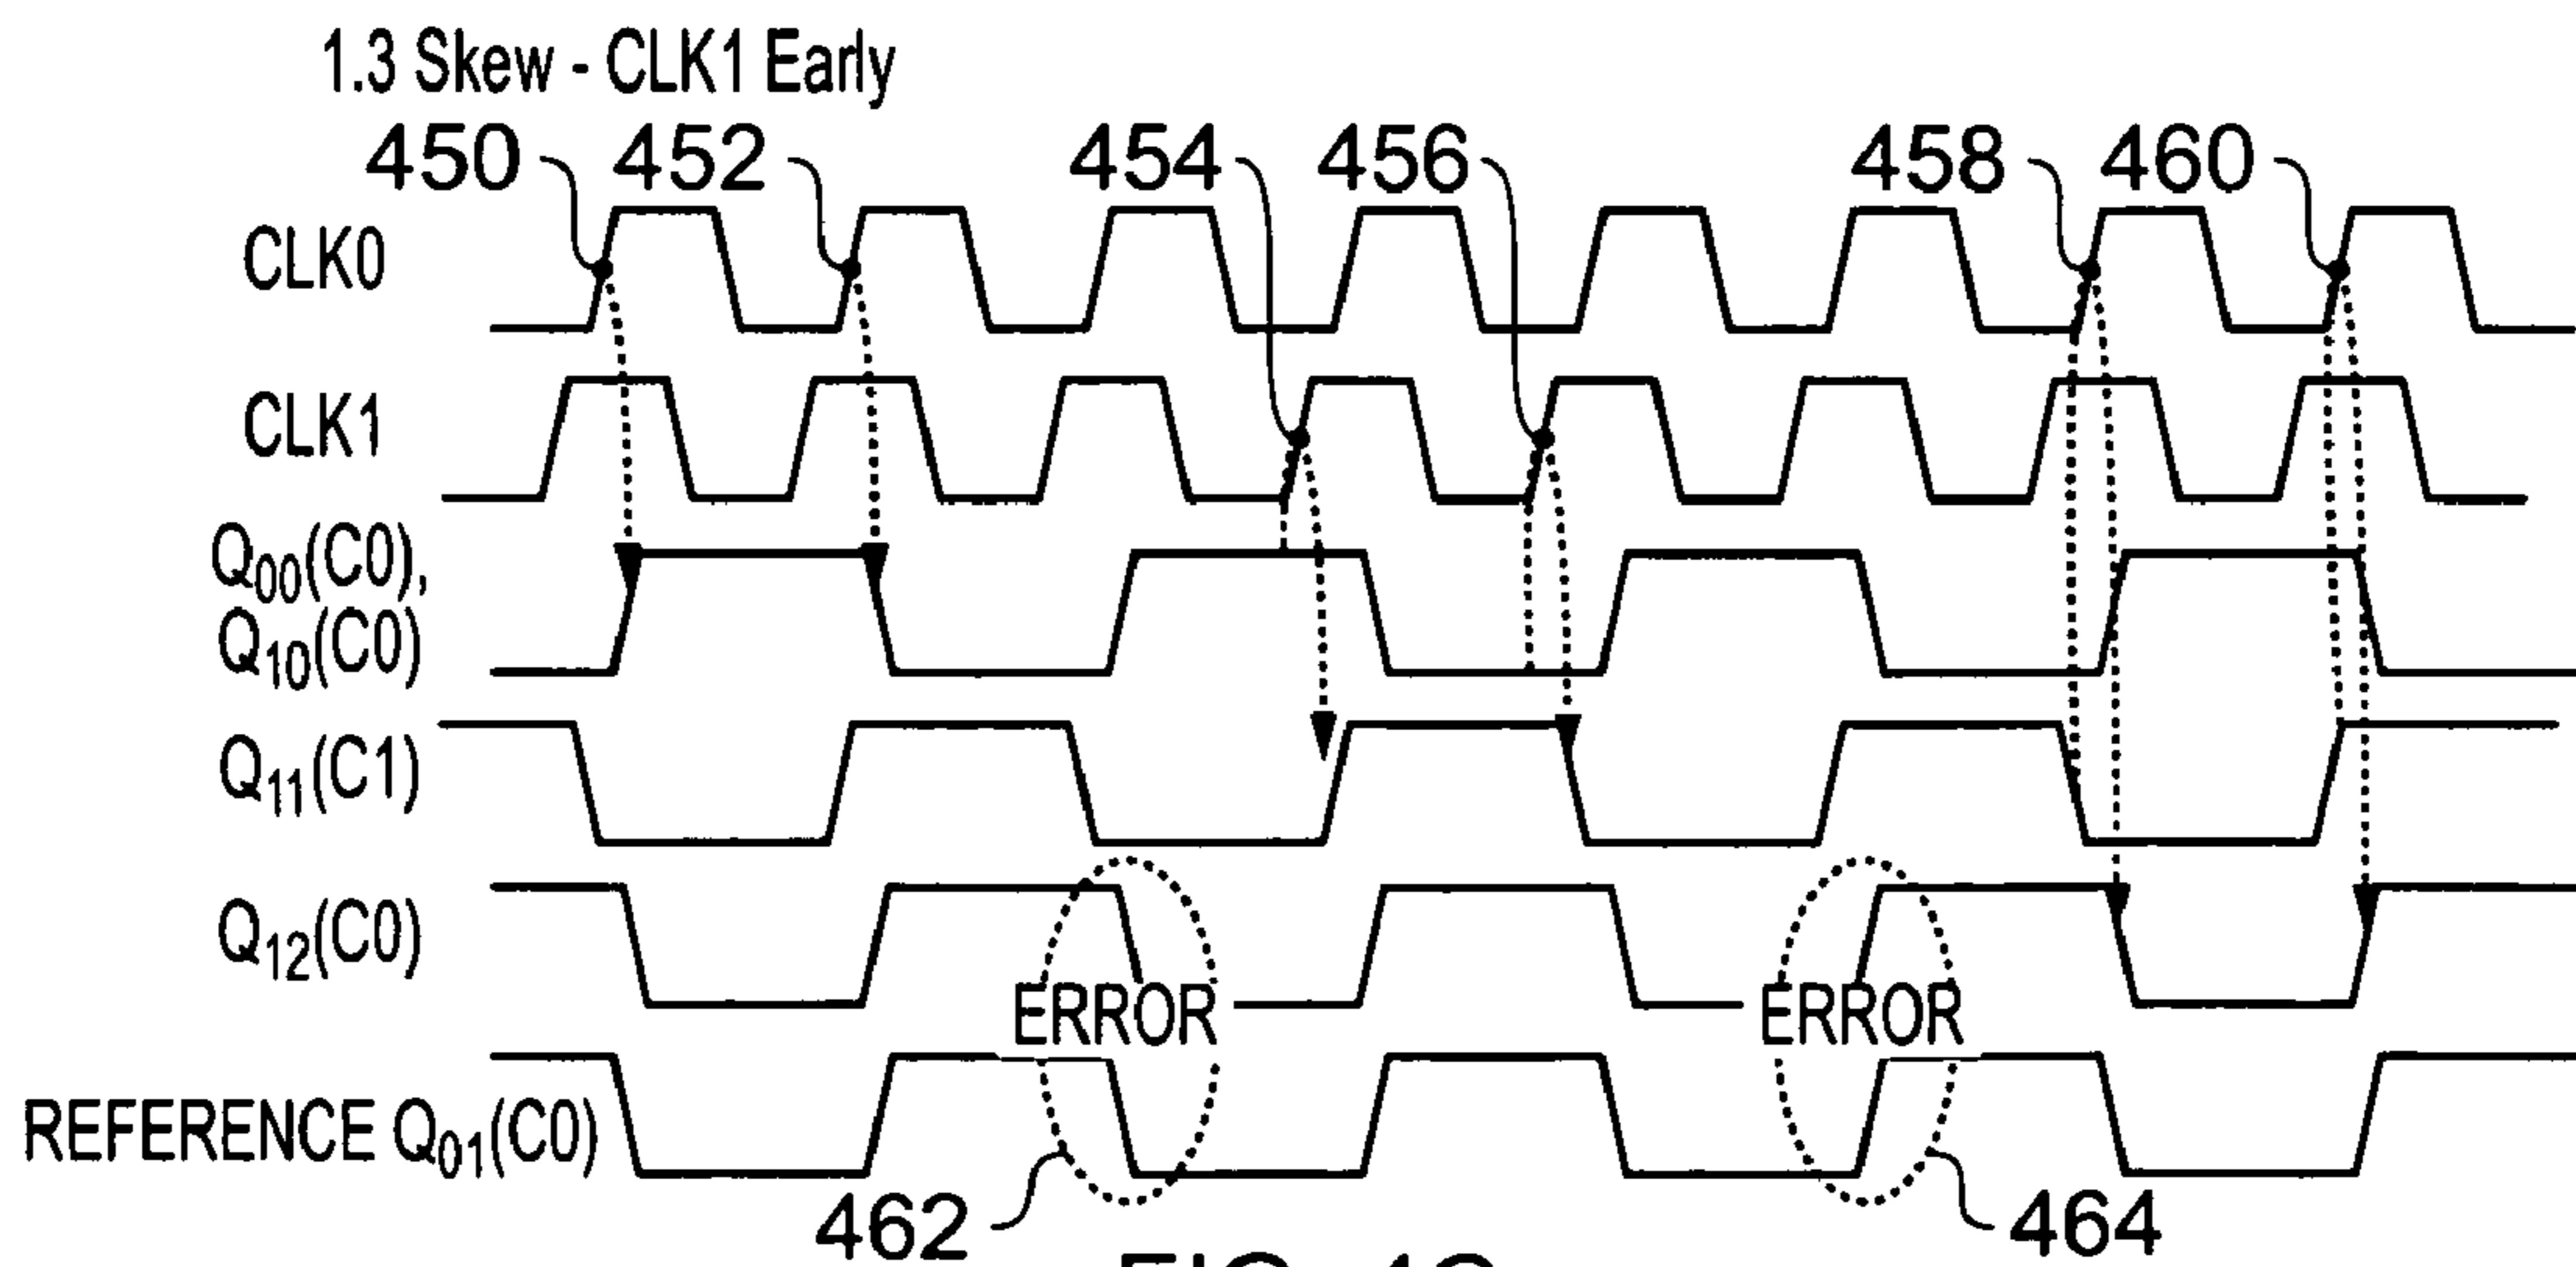 1.3 Skew - CLK1 Early
450 452 454 456 458 460
CLK0
CLK1
Q00(C0),
Q10(C0)
Q11(C1)
Q12(C0)
ERROR ERROR
REFERENCE Q01(C0)
462 464